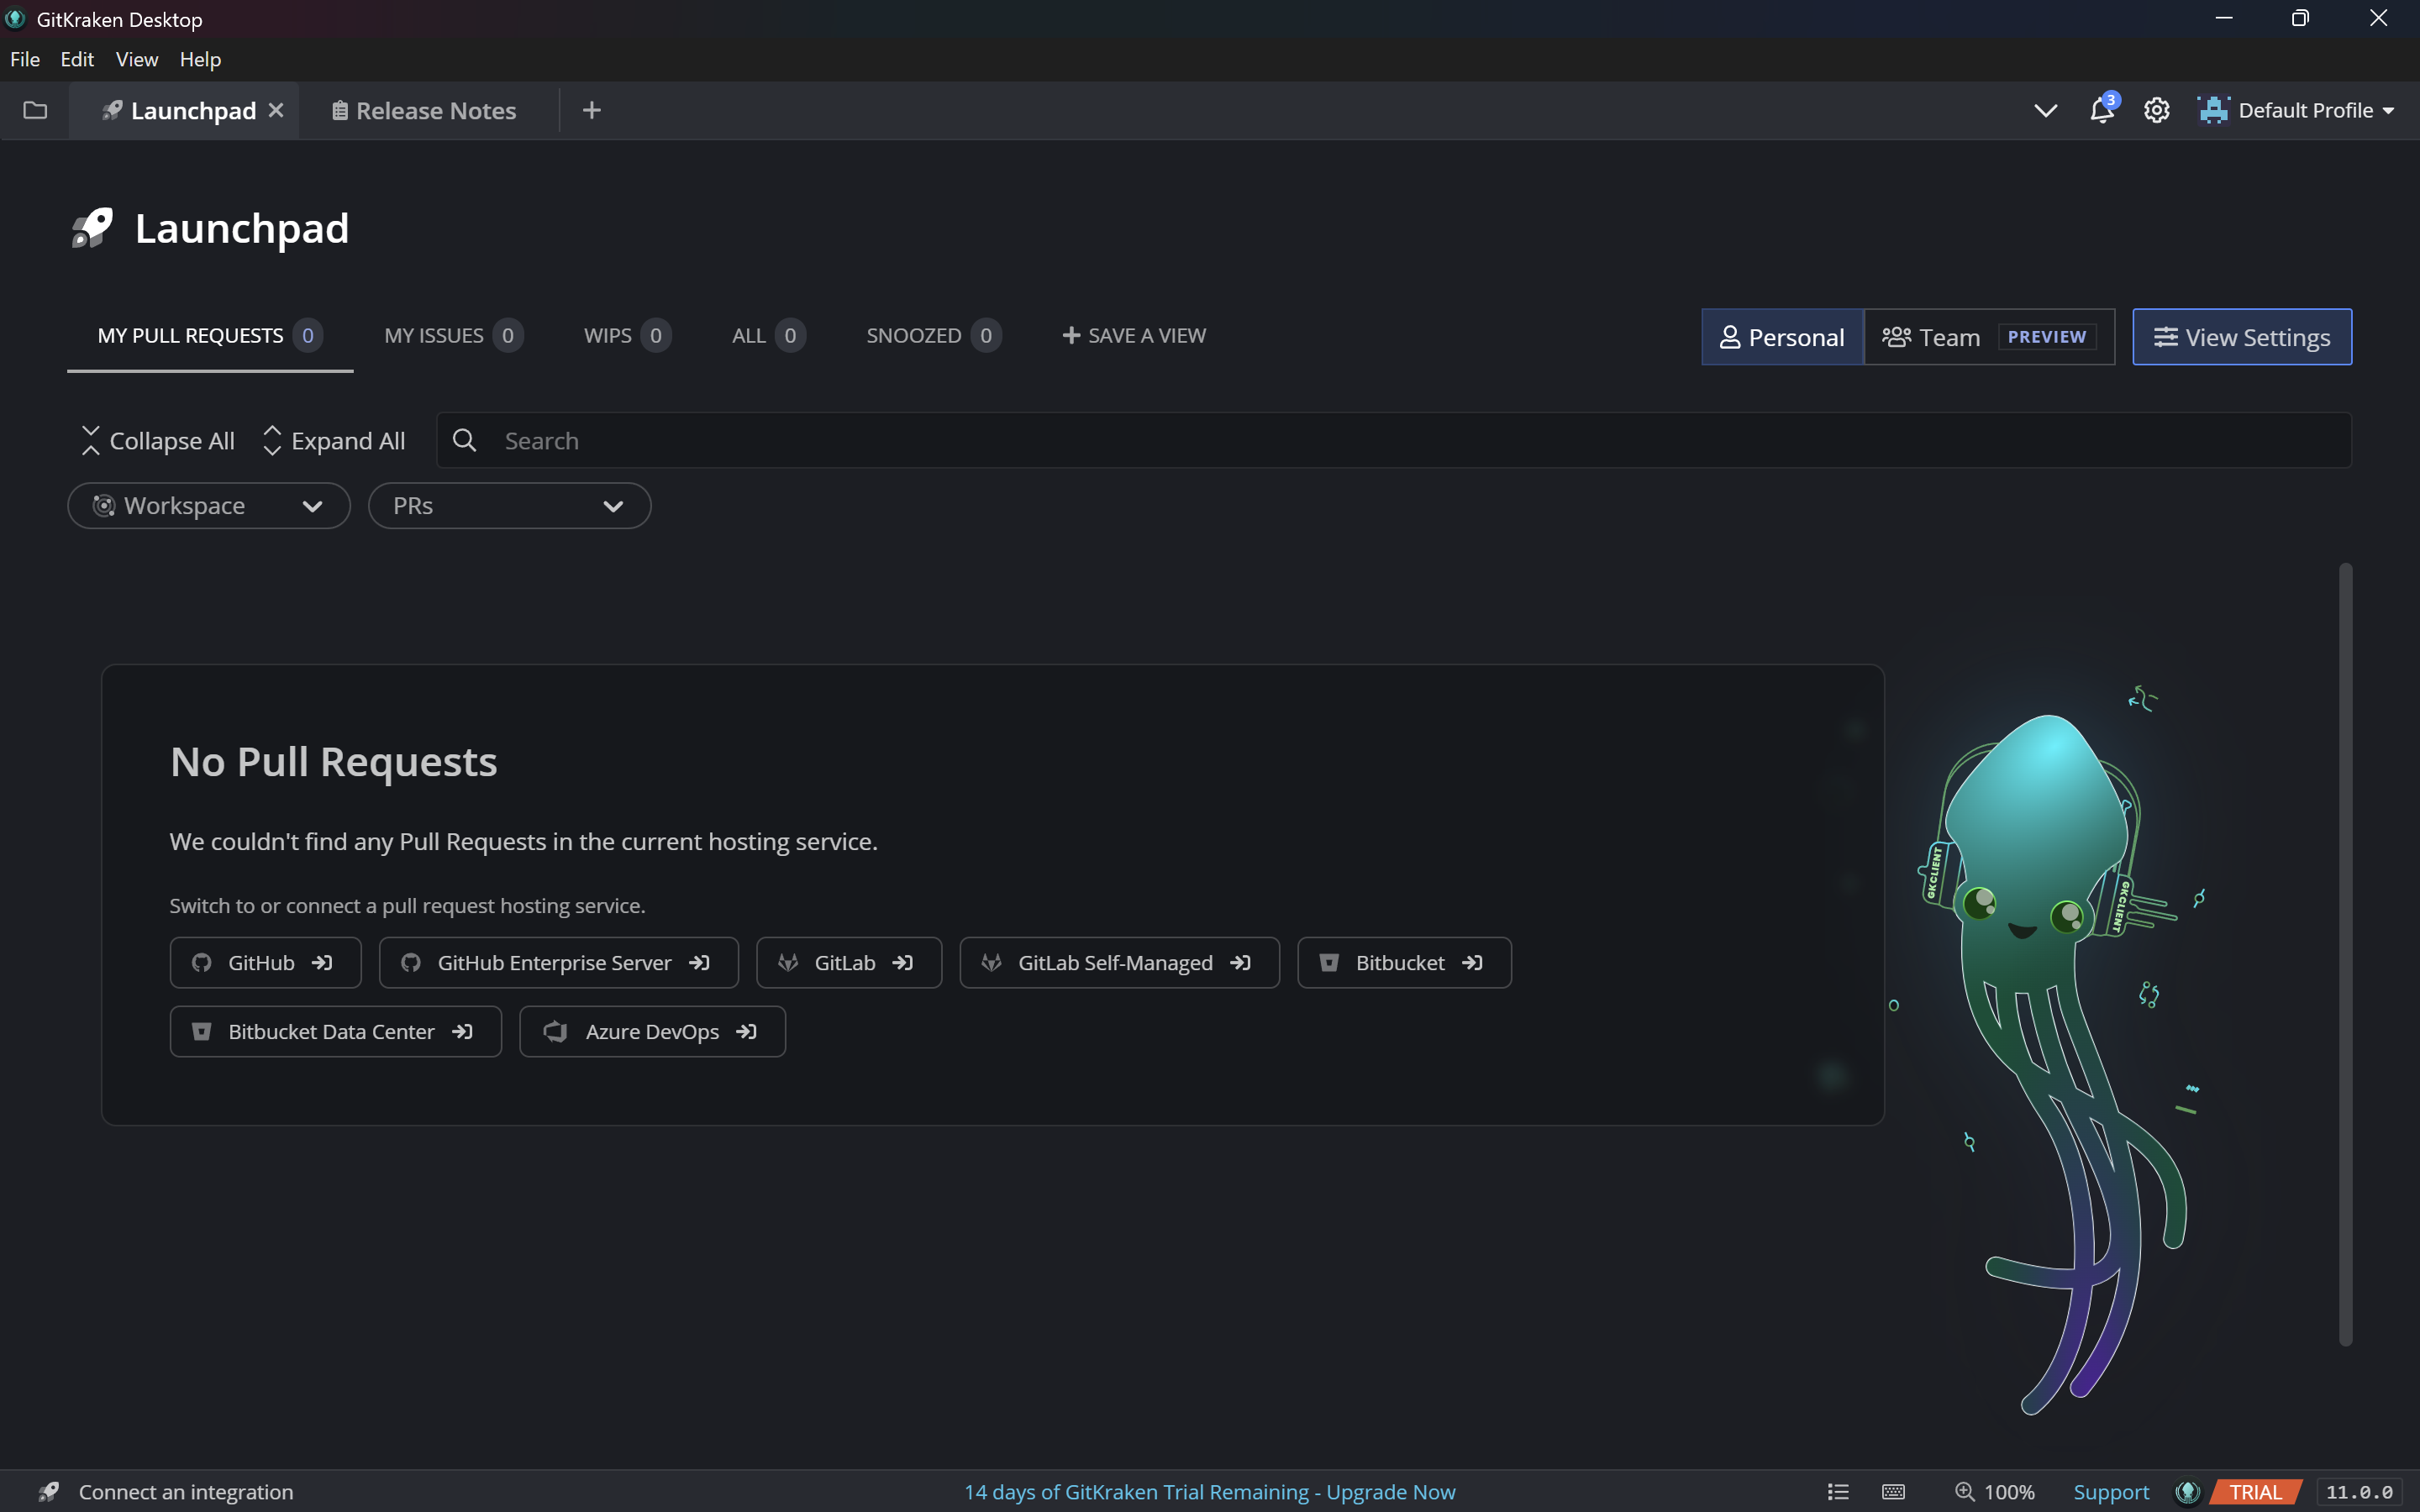 GitKraken Desktop
File Edit View Help
Launchpad Release Notes 3 Default Profile
Launchpad
MY PULL REQUESTS 0 MY ISSUES 0 WIPS 0 ALL 0 SNOOZED 0 SAVE A VIEW Personal Team PREVIEW View Settings
Collapse All Expand All Search
Workspace PRs
No Pull Requests
We couldn't find any Pull Requests in the current hosting service.
Switch to or connect a pull request hosting service.
GitHub GitHub Enterprise Server GitLab GitLab Self-Managed Bitbucket
Bitbucket Data Center Azure DevOps
GKCLIENT
GKCLIENT
Connect an integration 14 days of GitKraken Trial Remaining - Upgrade Now 100% Support TRIAL 11.0.0